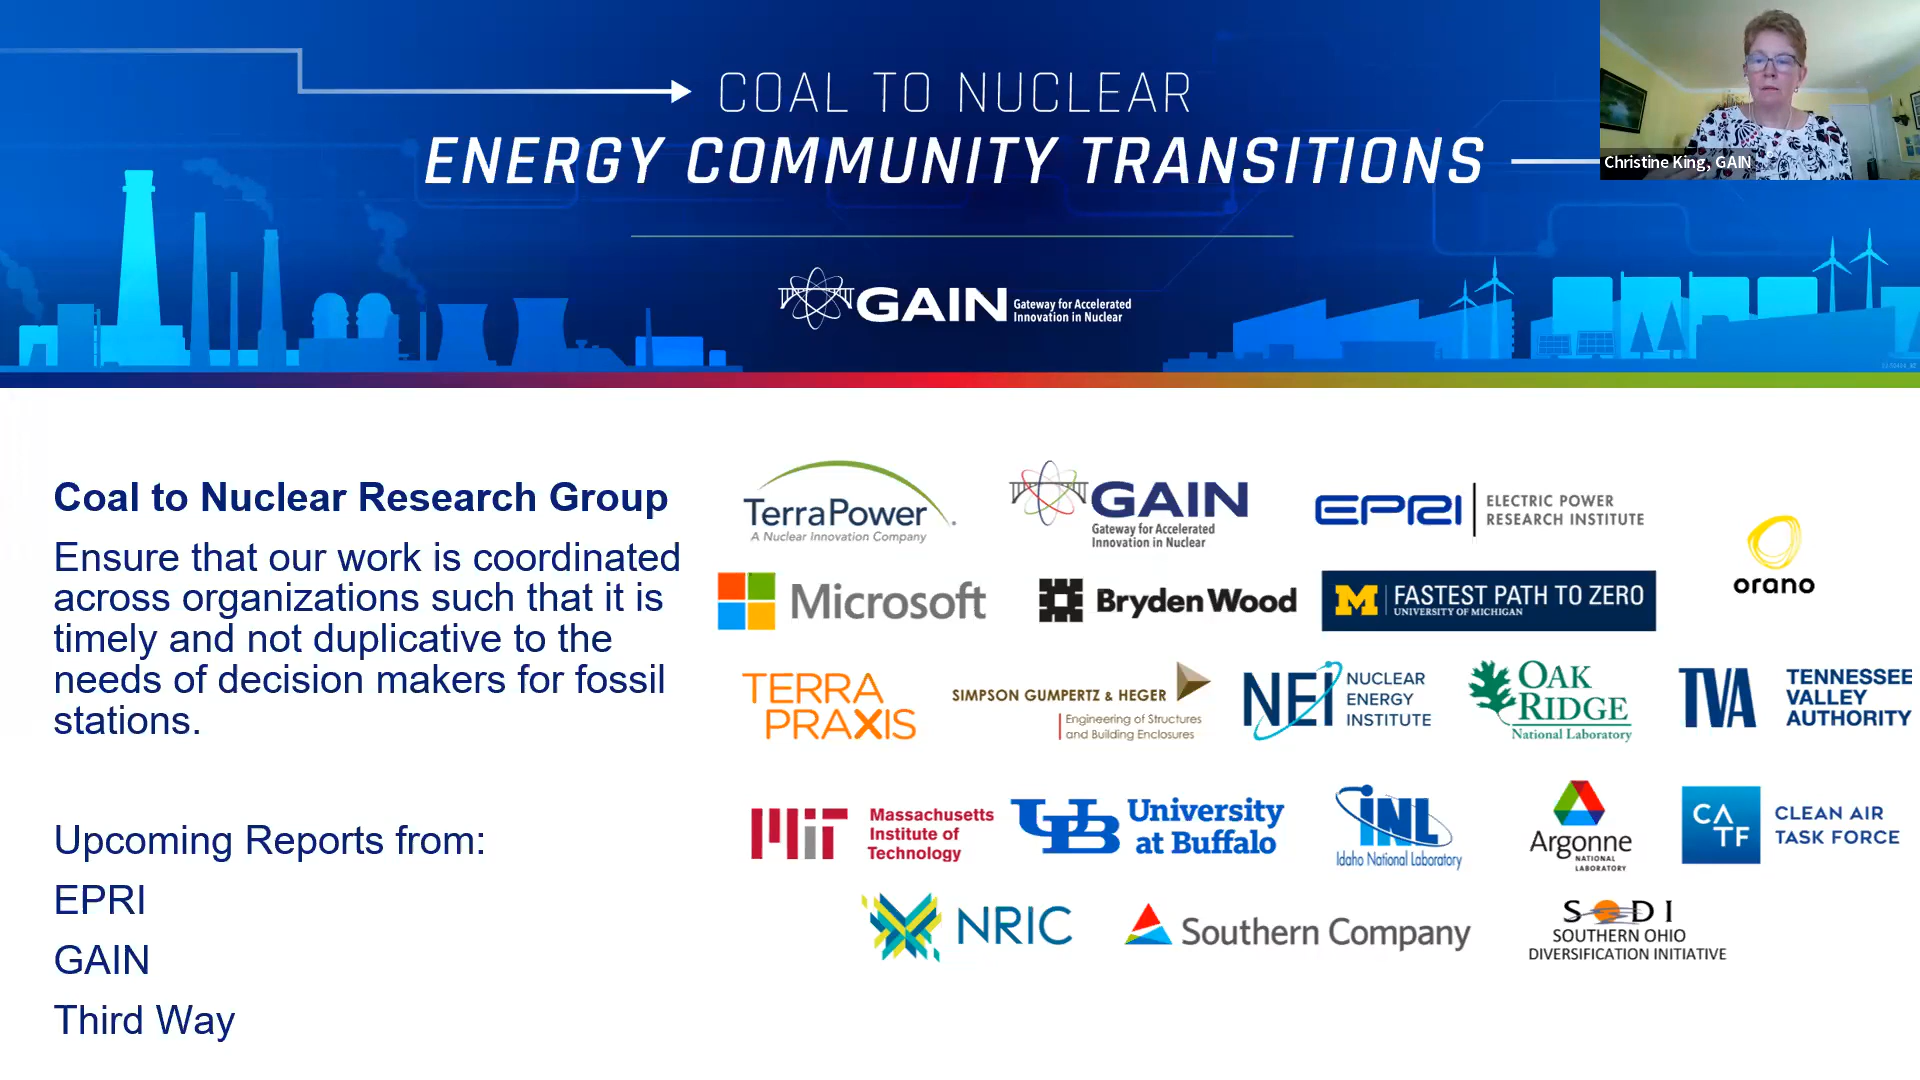 COAL TO NUCLEAR
ENERGY COMMUNITY TRANSITIONS
Christine King, GAIN
GAIN Gateway for Accelerated
Innovation in Nuclear
Coal to Nuclear Research Group
Ensure that our work is coordinated
across organizations such that it is
timely and not duplicative to the
needs of decision makers for fossil
stations.
Upcoming Reports from:
EPRI
GAIN
Third Way
TerraPower
A Nuclear Innovation Company
GAIN
Gateway for Accelerated
Innovation in Nuclear
EPRI
ELECTRIC POWER
RESEARCH INSTITUTE
orano
Microsoft
Bryden Wood
M FASTEST PATH TO ZERO
UNIVERSITY OF MICHIGAN
TERRA
PRAXIS
SIMPSON GUMPERTZ & HEGER
Engineering of Structures
and Building Enclosures
NEI
NUCLEAR
ENERGY
INSTITUTE
OAK
RIDGE
National Laboratory
TVA
TENNESSEE
VALLEY
AUTHORITY
MIT
Massachusetts
Institute of
Technology
UB
University
at Buffalo
INL
Idaho National Laboratory
Argonne
NATIONAL
LABORATORY
CATF
CLEAN AIR
TASK FORCE
NRIC
Southern Company
SODI
SOUTHERN OHIO
DIVERSIFICATION INITIATIVE